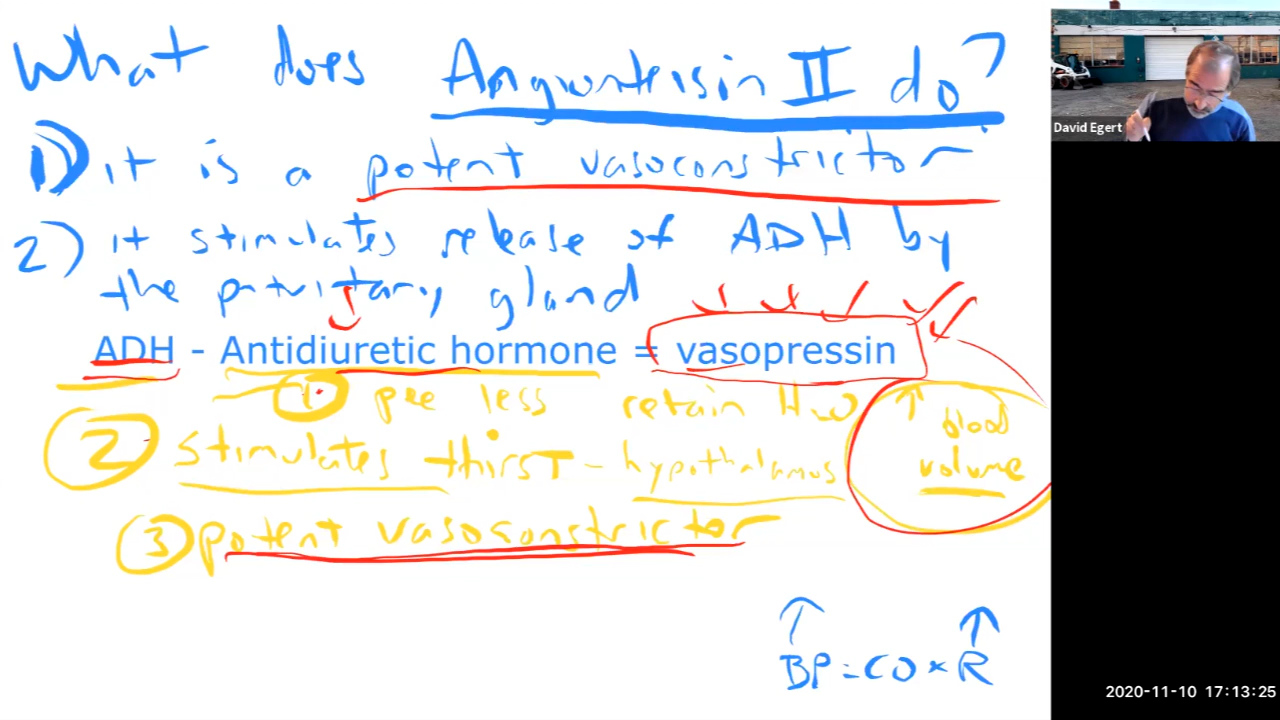 What does Angiotensin II do?
1) it is a potent vasoconstrictor
2) it stimulates release of ADH by
the pituitary gland
ADH - Antidiuretic hormone = vasopressin
1. pee less retain H2O
↑ blood
volume
2 stimulates thirst - hypothalamus
3 potent vasoconstrictor
↑ ↑
BP = CO × R
David Egert
2020-11-10 17:13:25